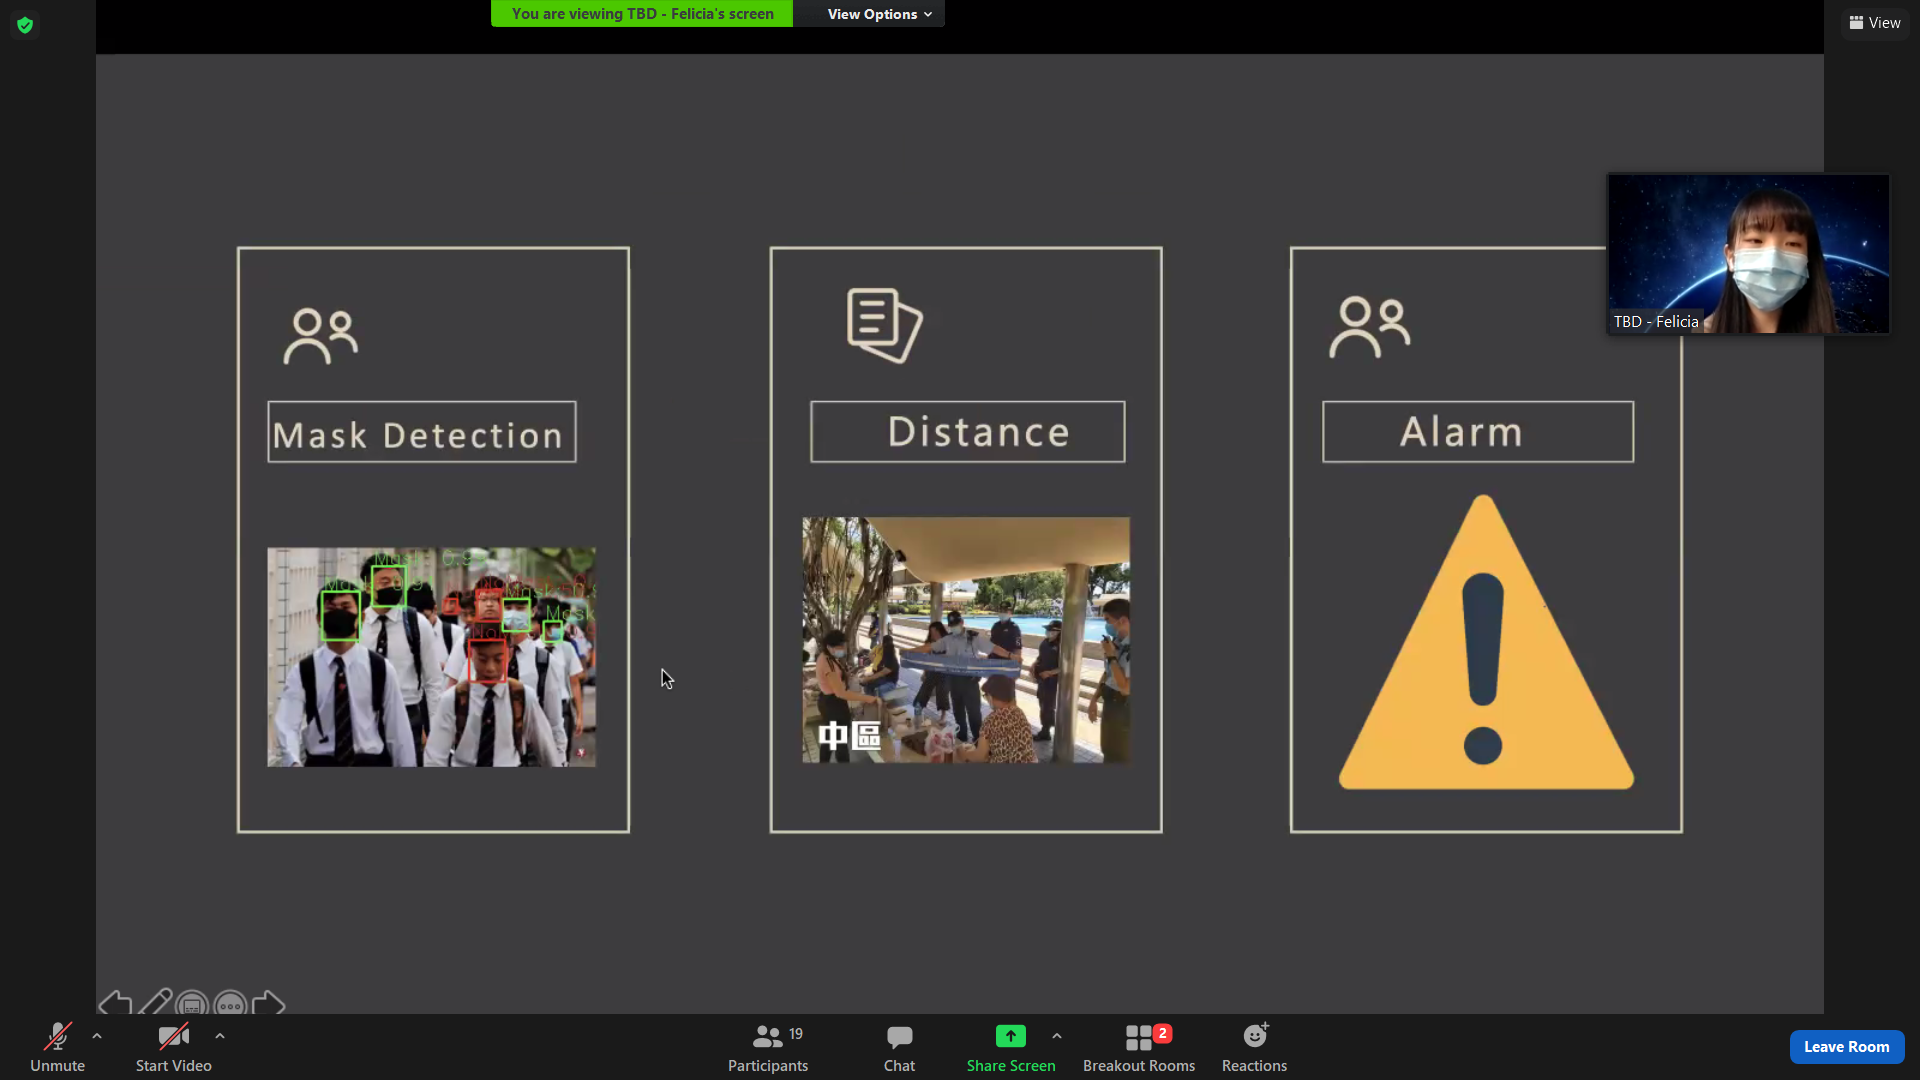 You are viewing TBD - Felicia's screen
View Options
View
TBD - Felicia
Mask Detection
Distance
Alarm
Mask
中區
Unmute
Start Video
Participants
19
Chat
Share Screen
Breakout Rooms
2
Reactions
Leave Room